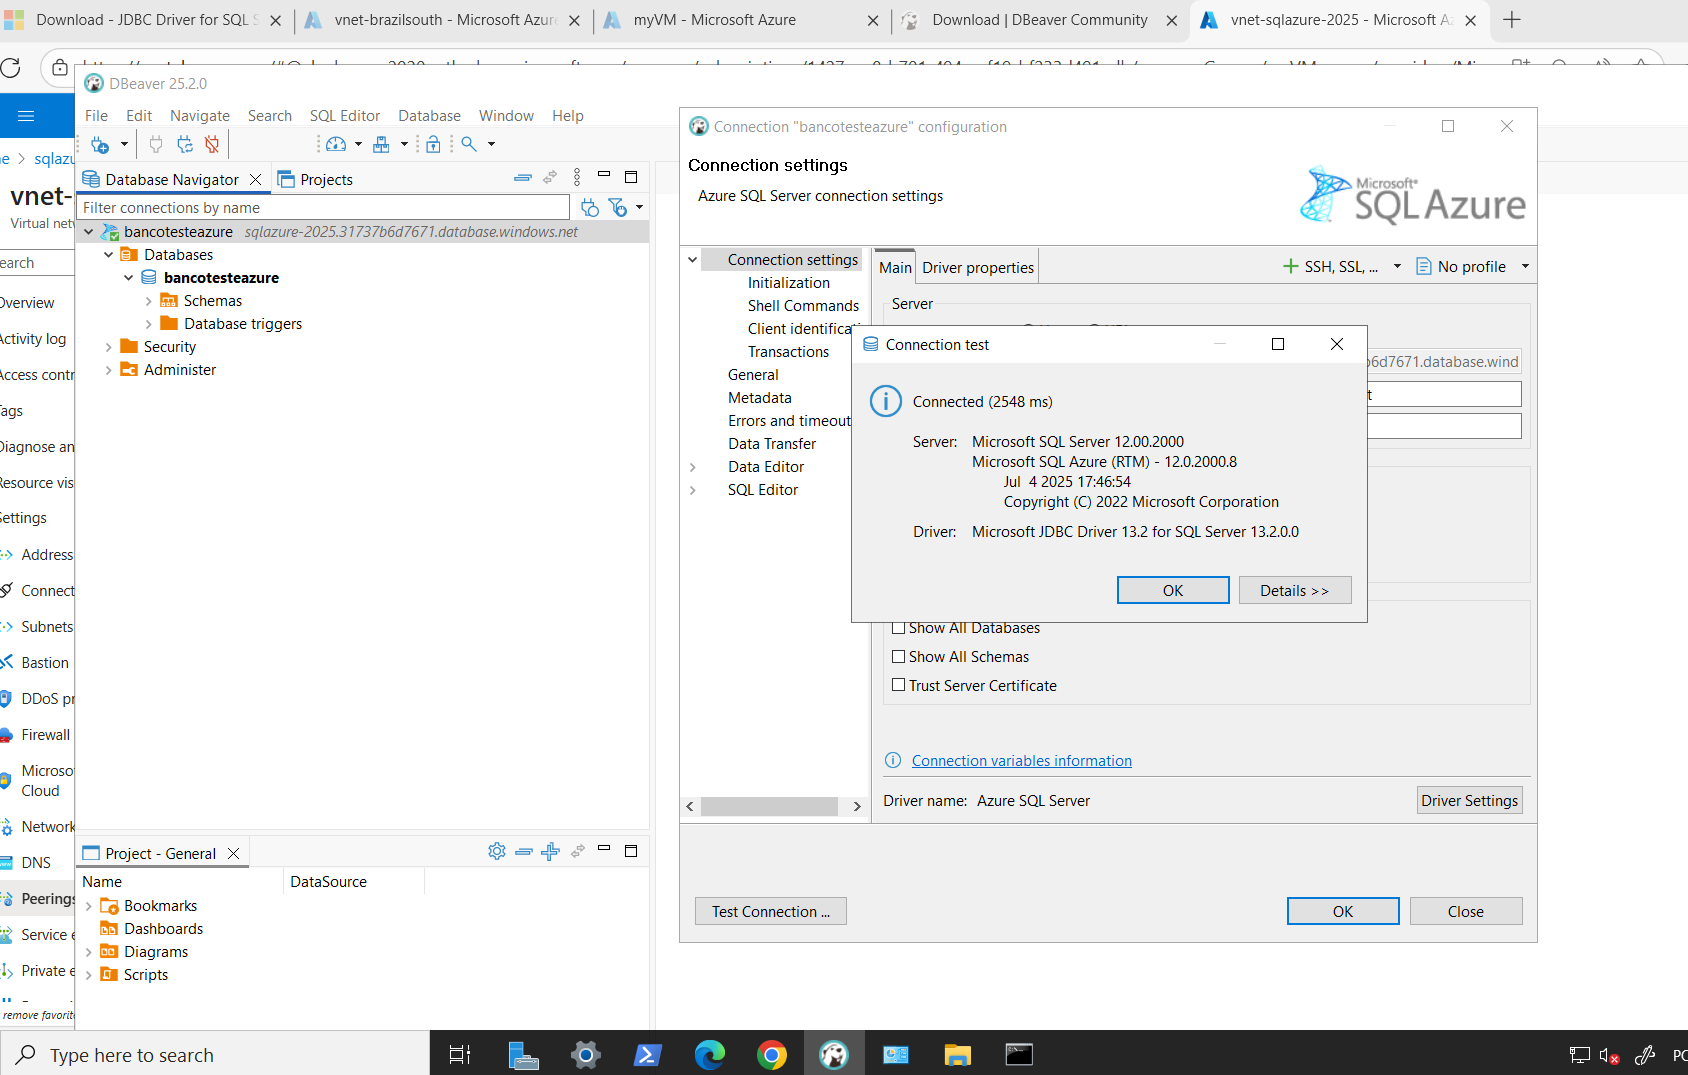 Download - JDBC Driver for SQL S
vnet-brazilsouth - Microsoft Azure
myVM - Microsoft Azure
Download | DBeaver Community
vnet-sqlazure-2025 - Microsoft Az
DBeaver 25.2.0
File Edit Navigate Search SQL Editor Database Window Help
Database Navigator
Projects
Filter connections by name
bancotesteazure sqlazure-2025.31737b6d7671.database.windows.net
Databases
bancotesteazure
Schemas
Database triggers
Security
Administer
Project - General
Name DataSource
Bookmarks
Dashboards
Diagrams
Scripts
e > sqlazu
vnet-
Virtual netw
earch
Overview
Activity log
Access contr
Tags
Diagnose an
Resource vis
Settings
Address
Connect
Subnets
Bastion
DDoS pr
Firewall
Microso
Cloud
Network
DNS
Peerings
Service e
Private e
remove favorite
Connection "bancotesteazure" configuration
Connection settings
Azure SQL Server connection settings
Microsoft®
SQL Azure
Connection settings
Initialization
Shell Commands
Client identificati
Transactions
General
Metadata
Errors and timeout
Data Transfer
Data Editor
SQL Editor
Main Driver properties
SSH, SSL, ...
No profile
Server
b6d7671.database.wind
t
Connection test
Connected (2548 ms)
Server: Microsoft SQL Server 12.00.2000
Microsoft SQL Azure (RTM) - 12.0.2000.8
Jul 4 2025 17:46:54
Copyright (C) 2022 Microsoft Corporation
Driver: Microsoft JDBC Driver 13.2 for SQL Server 13.2.0.0
OK
Details >>
Show All Databases
Show All Schemas
Trust Server Certificate
Connection variables information
Driver name: Azure SQL Server
Driver Settings
Test Connection ...
OK
Close
Type here to search
PC